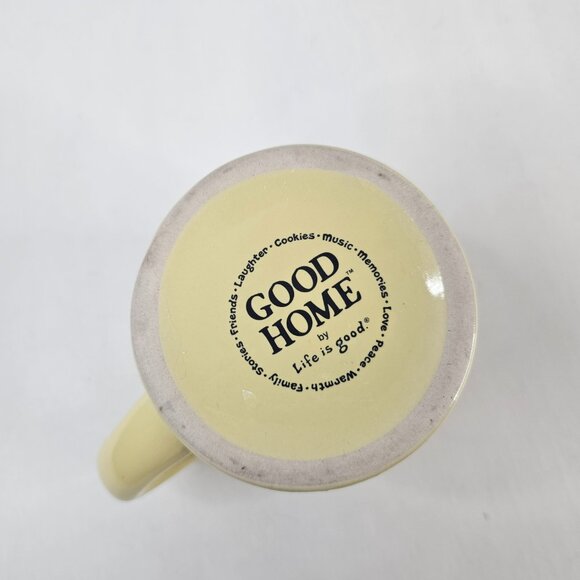 GOOD
HOME™
by
Life is good.®
Friends • Laughter • Cookies • Music • Memories • Love • Peace • Warmth • Family • Stories •